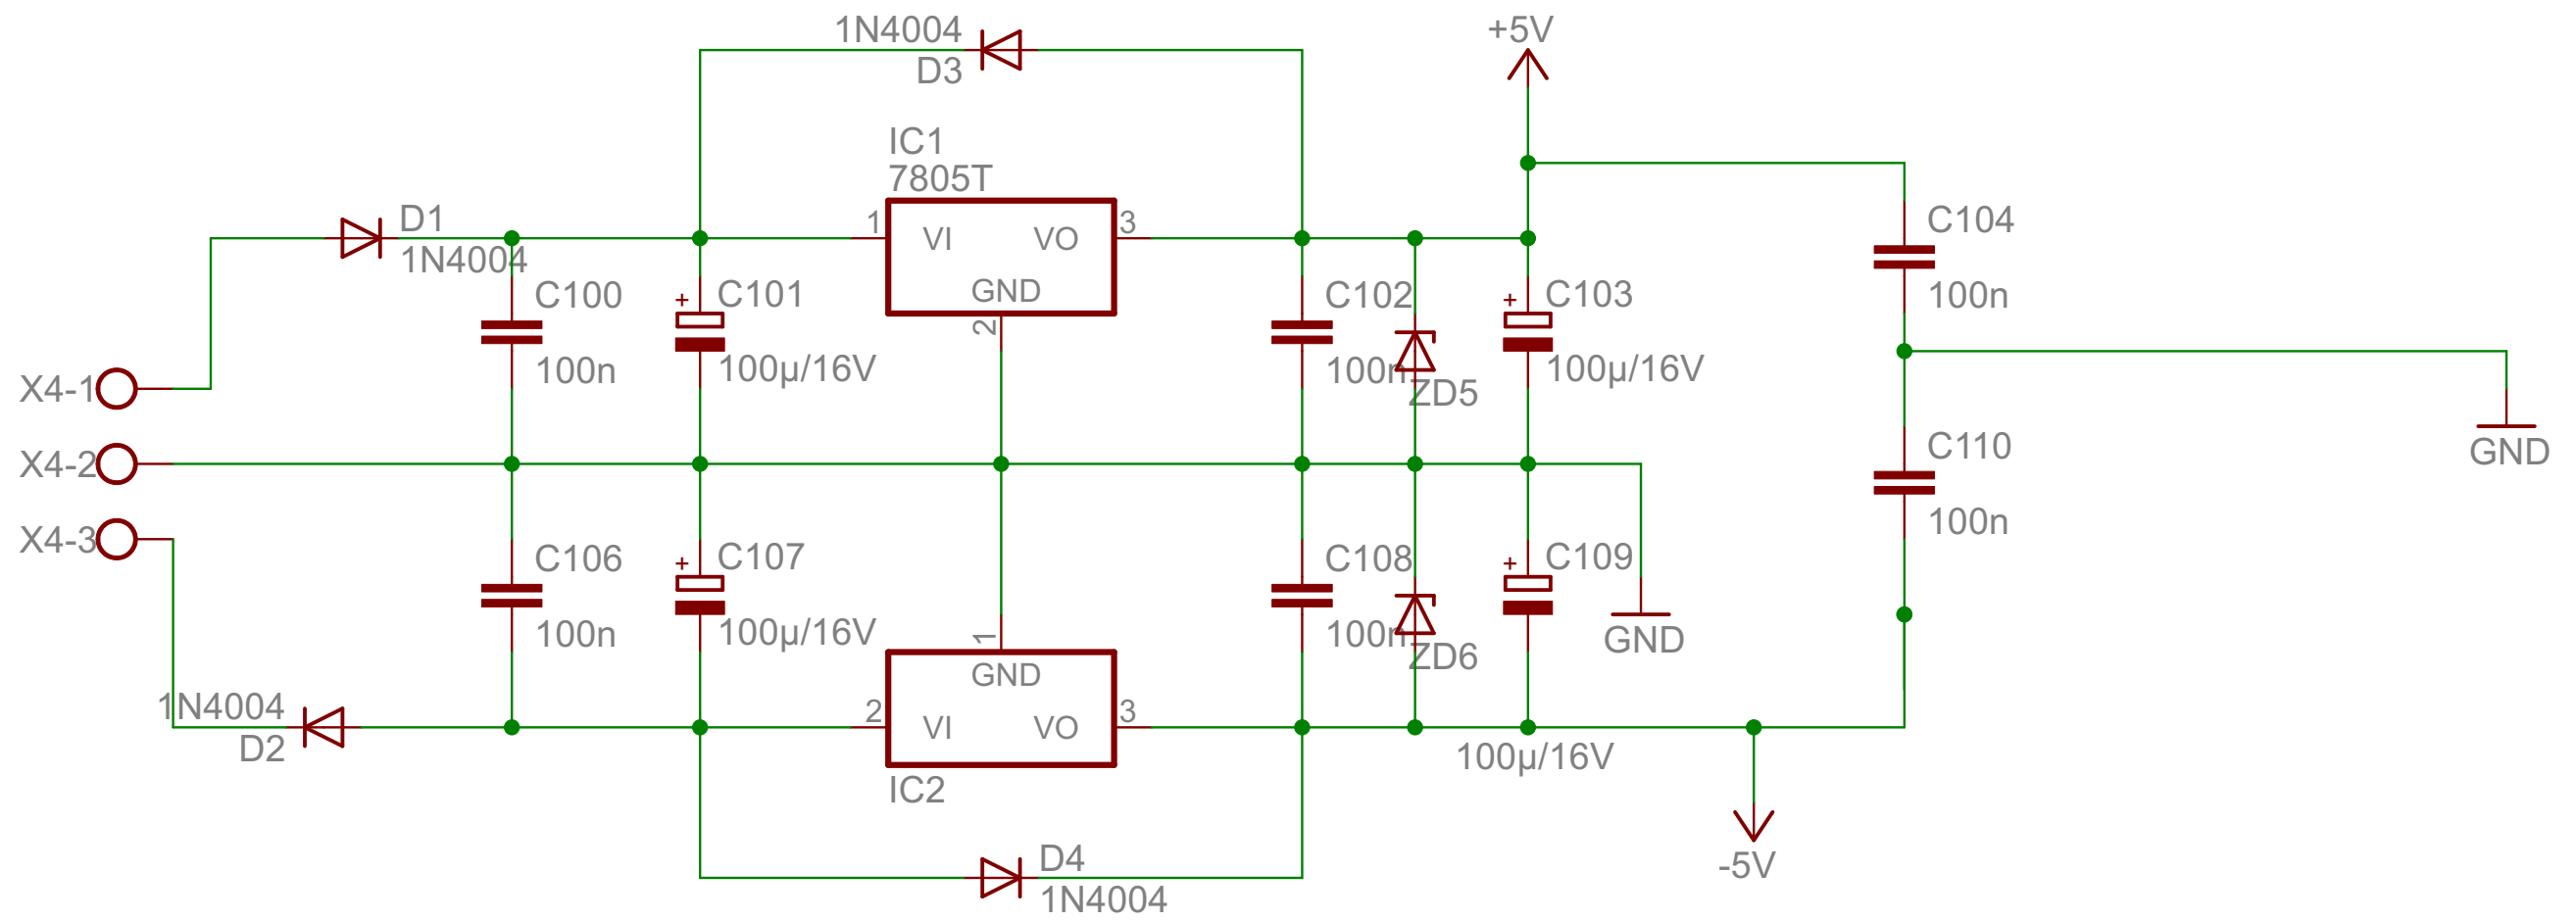 1N4004
D3
+5V
IC1
7805T
D1
1N4004
1
VI
VO
3
GND
2
C104
100n
C100
100n
+
C101
100µ/16V
C102
100n
ZD5
+
C103
100µ/16V
X4-1
X4-2
X4-3
GND
C110
100n
C106
100n
+
C107
100µ/16V
1
GND
C108
100n
ZD6
+
C109
100µ/16V
GND
1N4004
D2
2
VI
VO
3
IC2
-5V
D4
1N4004